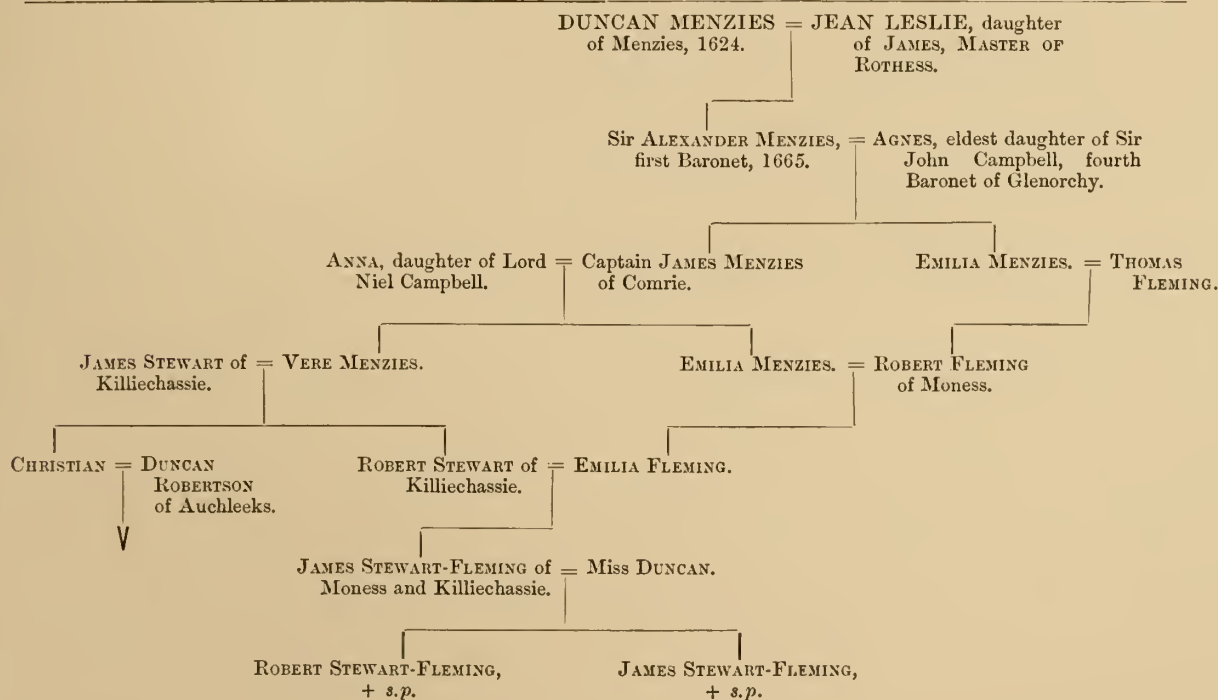 DUNCAN MENZIES = JEAN LESLIE, daughter
of Menzies, 1624. of JAMES, MASTER OF
ROTHESS.
Sir ALEXANDER MENZIES, = AGNES, eldest daughter of Sir
first Baronet, 1665. John Campbell, fourth
Baronet of Glenorchy.
ANNA, daughter of Lord = Captain JAMES MENZIES EMILIA MENZIES. = THOMAS
Niel Campbell. of Comrie. FLEMING.
JAMES STEWART of = VERE MENZIES. EMILIA MENZIES. = ROBERT FLEMING
Killiechassie. of Moness.
CHRISTIAN = DUNCAN ROBERT STEWART of = EMILIA FLEMING.
ROBERTSON Killiechassie.
of Auchleeks.
JAMES STEWART-FLEMING of = Miss DUNCAN.
Moness and Killiechassie.
ROBERT STEWART-FLEMING, JAMES STEWART-FLEMING,
+ s.p. + s.p.